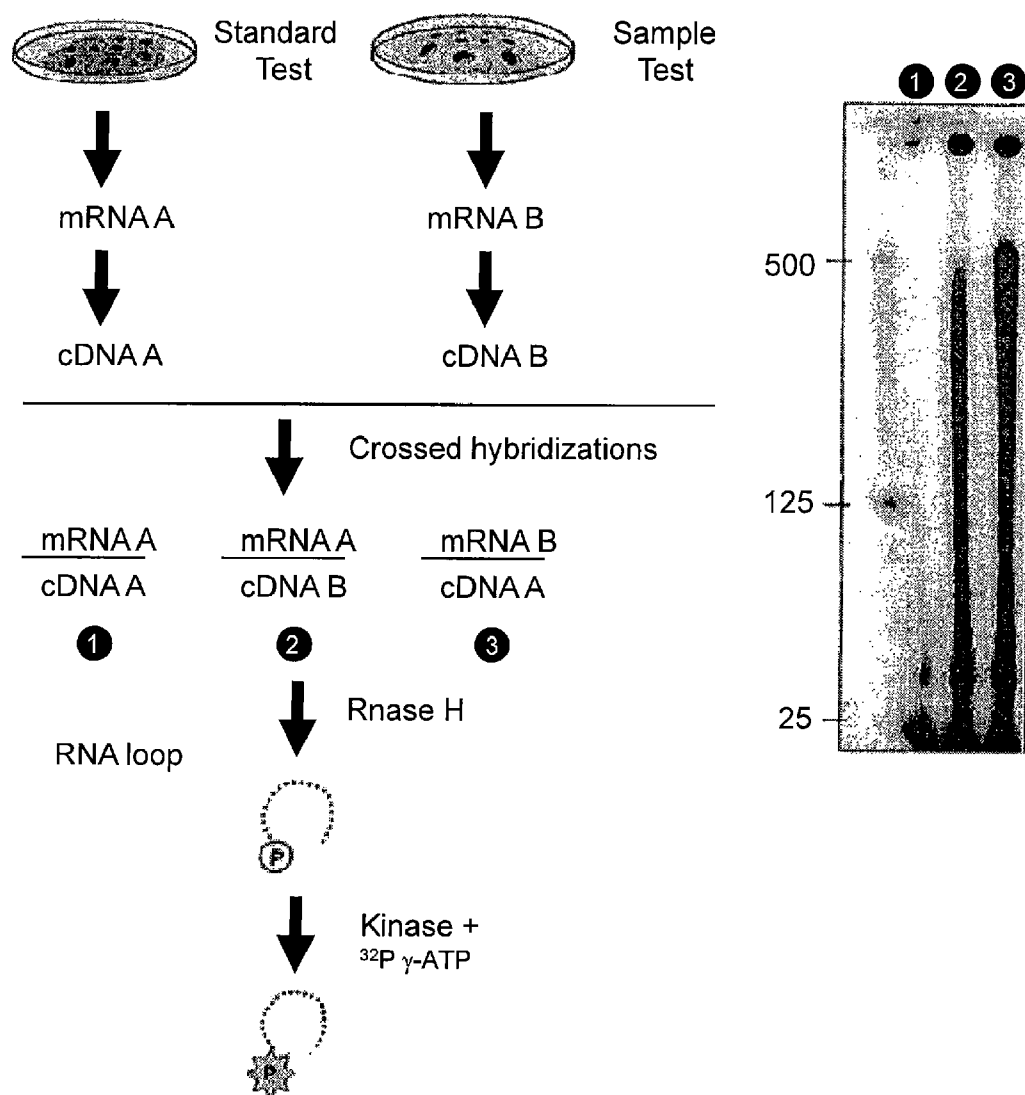 Standard
Test
Sample
Test
mRNA A
mRNA B
cDNA A
cDNA B
Crossed hybridizations
mRNA A
cDNA A
mRNA A
cDNA B
mRNA B
cDNA A
1
2
3
Rnase H
RNA loop
P
Kinase +
32P γ-ATP
P
1 2 3
500
125
25